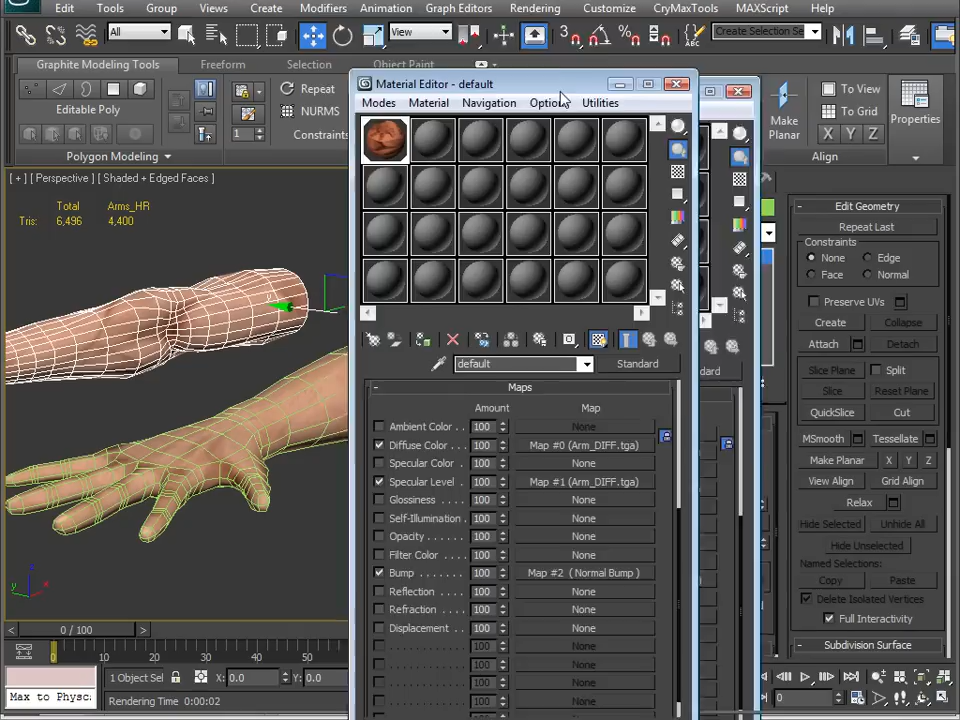 Edit Tools Group Views Create Modifiers Animation Graph Editors Rendering Customize CryMaxTools MAXScript Help
All View Create Selection Se
Graphite Modeling Tools Freeform Selection Object Paint
Edit Poly Repeat
NURMS
1 Constraints
Polygon Modeling
Make Planar To View
To Grid
X Y Z
Align
Properties
[ + ] [ Perspective ] [ Shaded + Edged Faces ]
Total Arms_HR
Tris: 6,496 4,400
Material Editor - default
Modes Material Navigation Options Utilities
default Standard
Maps
Amount Map
Ambient Color . . 100 None
Diffuse Color . . . 100 Map #0 (Arm_DIFF.tga)
Specular Color . 100 None
Specular Level . 100 Map #1 (Arm_DIFF.tga)
Glossiness . . . . 100 None
Self-Illumination . 100 None
Opacity . . . . . 100 None
Filter Color . . . . 100 None
Bump . . . . . . . 100 Map #2 ( Normal Bump )
Reflection . . . . 100 None
Refraction . . . . 100 None
Displacement . . 100 None
100 None
100 None
100 None
100 None
dard
Edit Geometry
Repeat Last
Constraints
None Edge
Face Normal
Preserve UVs
Create Collapse
Attach Detach
Slice Plane Split
Slice Reset Plane
QuickSlice Cut
MSmooth Tessellate
Make Planar X Y Z
View Align Grid Align
Relax
Hide Selected Unhide All
Hide Unselected
Copy Paste
Delete Isolated Vertices
Full Interactivity
Subdivision Surface
z
y x
< 0 / 100 >
0 10 20 30 40 50
1 Object Sel X: 0.0 Y: 0.0
Max to Physc: Rendering Time 0:00:02
0